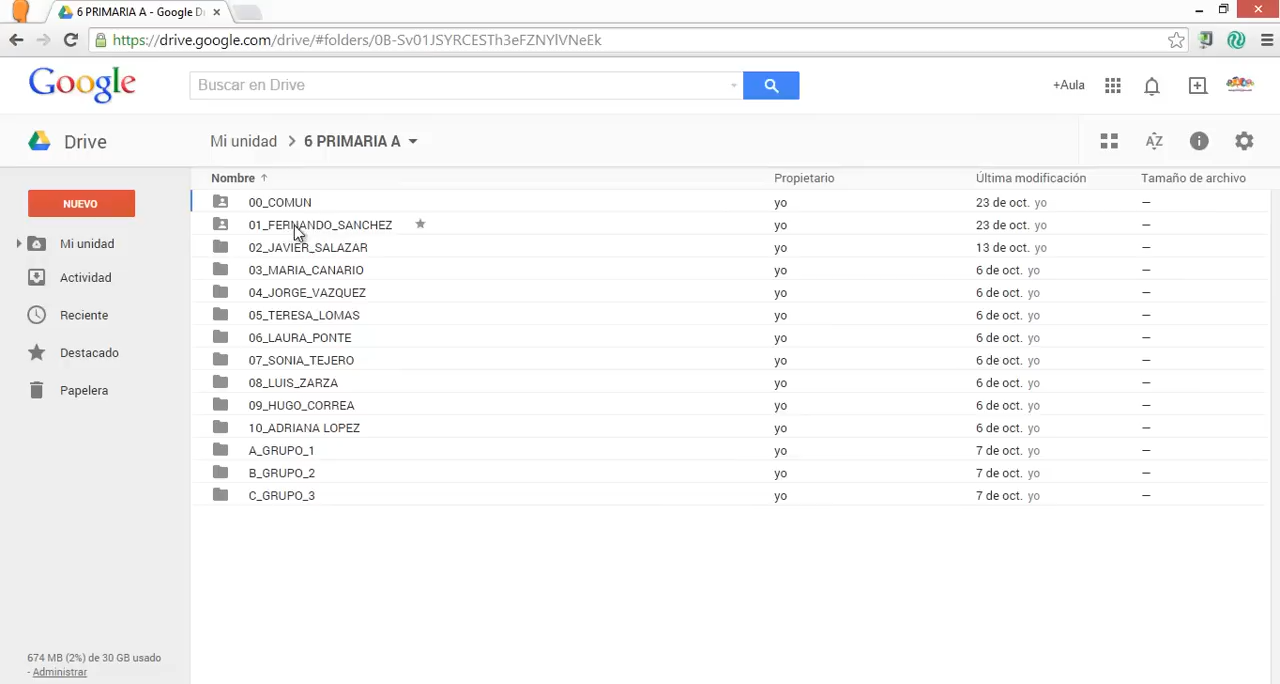 6 PRIMARIA A - Google D
https://drive.google.com/drive/#folders/0B-Sv01JSYRCESTh3eFZNYlVNeEk
Google
Buscar en Drive
+Aula
Drive
Mi unidad > 6 PRIMARIA A
AZ
NUEVO
Mi unidad
Actividad
Reciente
Destacado
Papelera
674 MB (2%) de 30 GB usado
- Administrar
Nombre ↑ Propietario Última modificación Tamaño de archivo
00_COMUN yo 23 de oct. yo —
01_FERNANDO_SANCHEZ yo 23 de oct. yo —
02_JAVIER_SALAZAR yo 13 de oct. yo —
03_MARIA_CANARIO yo 6 de oct. yo —
04_JORGE_VAZQUEZ yo 6 de oct. yo —
05_TERESA_LOMAS yo 6 de oct. yo —
06_LAURA_PONTE yo 6 de oct. yo —
07_SONIA_TEJERO yo 6 de oct. yo —
08_LUIS_ZARZA yo 6 de oct. yo —
09_HUGO_CORREA yo 6 de oct. yo —
10_ADRIANA LOPEZ yo 6 de oct. yo —
A_GRUPO_1 yo 7 de oct. yo —
B_GRUPO_2 yo 7 de oct. yo —
C_GRUPO_3 yo 7 de oct. yo —